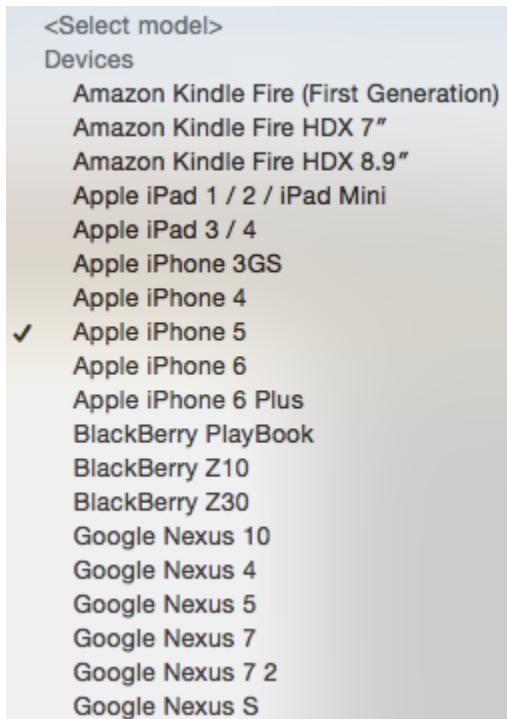 <Select model>
Devices
Amazon Kindle Fire (First Generation)
Amazon Kindle Fire HDX 7″
Amazon Kindle Fire HDX 8.9″
Apple iPad 1 / 2 / iPad Mini
Apple iPad 3 / 4
Apple iPhone 3GS
Apple iPhone 4
✓ Apple iPhone 5
Apple iPhone 6
Apple iPhone 6 Plus
BlackBerry PlayBook
BlackBerry Z10
BlackBerry Z30
Google Nexus 10
Google Nexus 4
Google Nexus 5
Google Nexus 7
Google Nexus 7 2
Google Nexus S